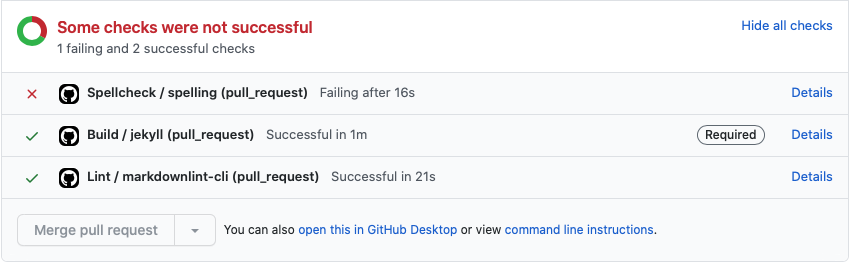 Some checks were not successful
Hide all checks
1 failing and 2 successful checks
Spellcheck / spelling (pull_request) Failing after 16s Details
Build / jekyll (pull_request) Successful in 1m Required Details
Lint / markdownlint-cli (pull_request) Successful in 21s Details
Merge pull request You can also open this in GitHub Desktop or view command line instructions.